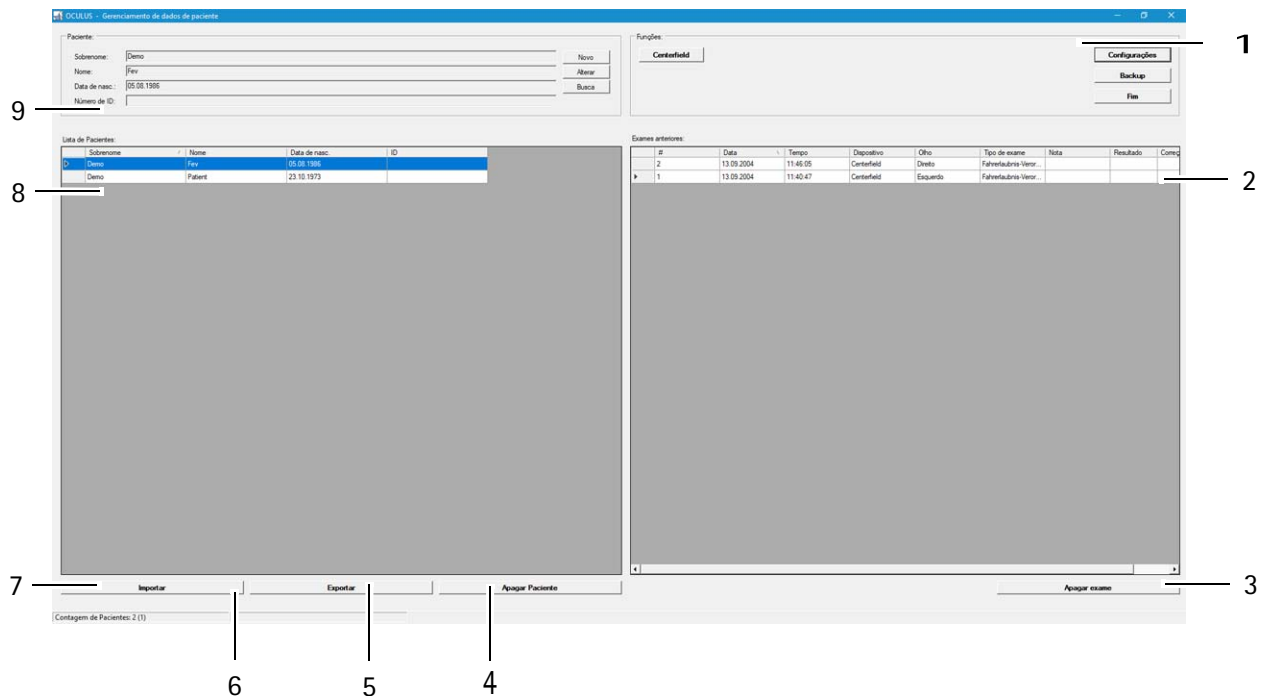 OCULUS - Gerenciamento de dados de paciente
Paciente:
Sobrenome: Demo Novo
Nome: Fev Alterar
Data de nasc.: 05.08.1986 Busca
Número de ID:
Funções:
Centerfield Configurações
Backup
Fim
1
9
Lista de Pacientes:
Sobrenome Nome Data de nasc. ID
Demo Fev 05.08.1986
Demo Patient 23.10.1973
8
Exames anteriores:
# Data Tempo Dispositivo Olho Tipo de exame Nota Resultado Correç
2 13.09.2004 11:46:05 Centerfield Direito Fahrerlaubnis-Veror...
1 13.09.2004 11:40:47 Centerfield Esquerdo Fahrerlaubnis-Veror...
2
7 Importar Exportar Apagar Paciente Apagar exame 3
Contagem de Pacientes: 2 (1)
6 5 4